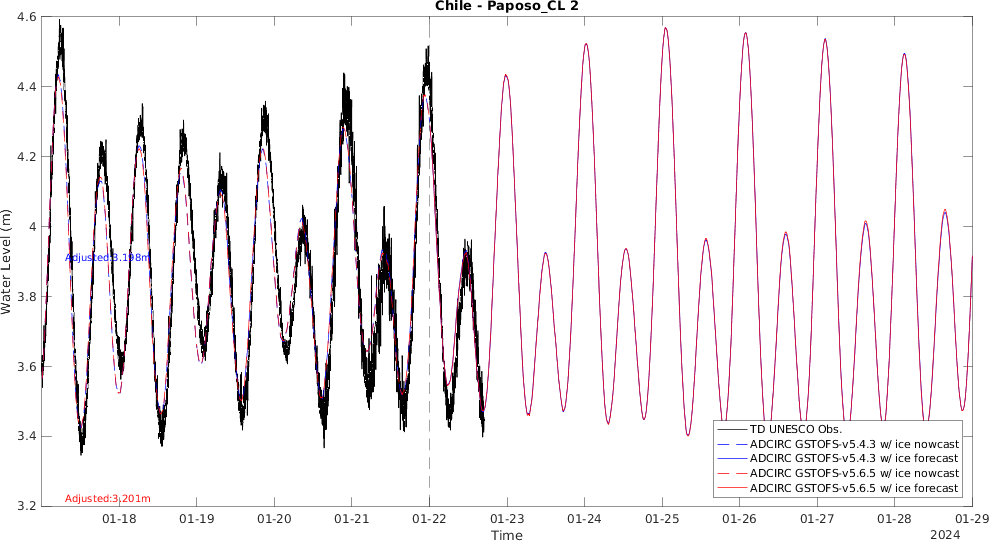 Chile - Paposo_CL 2
4.6
4.4
4.2
4
3.8
3.6
3.4
3.2
Water Level (m)
Adjusted:3.198m
Adjusted:3.201m
TD UNESCO Obs.
ADCIRC GSTOFS-v5.4.3 w/ ice nowcast
ADCIRC GSTOFS-v5.4.3 w/ ice forecast
ADCIRC GSTOFS-v5.6.5 w/ ice nowcast
ADCIRC GSTOFS-v5.6.5 w/ ice forecast
01-18 01-19 01-20 01-21 01-22 01-23 01-24 01-25 01-26 01-27 01-28 01-29
Time
2024